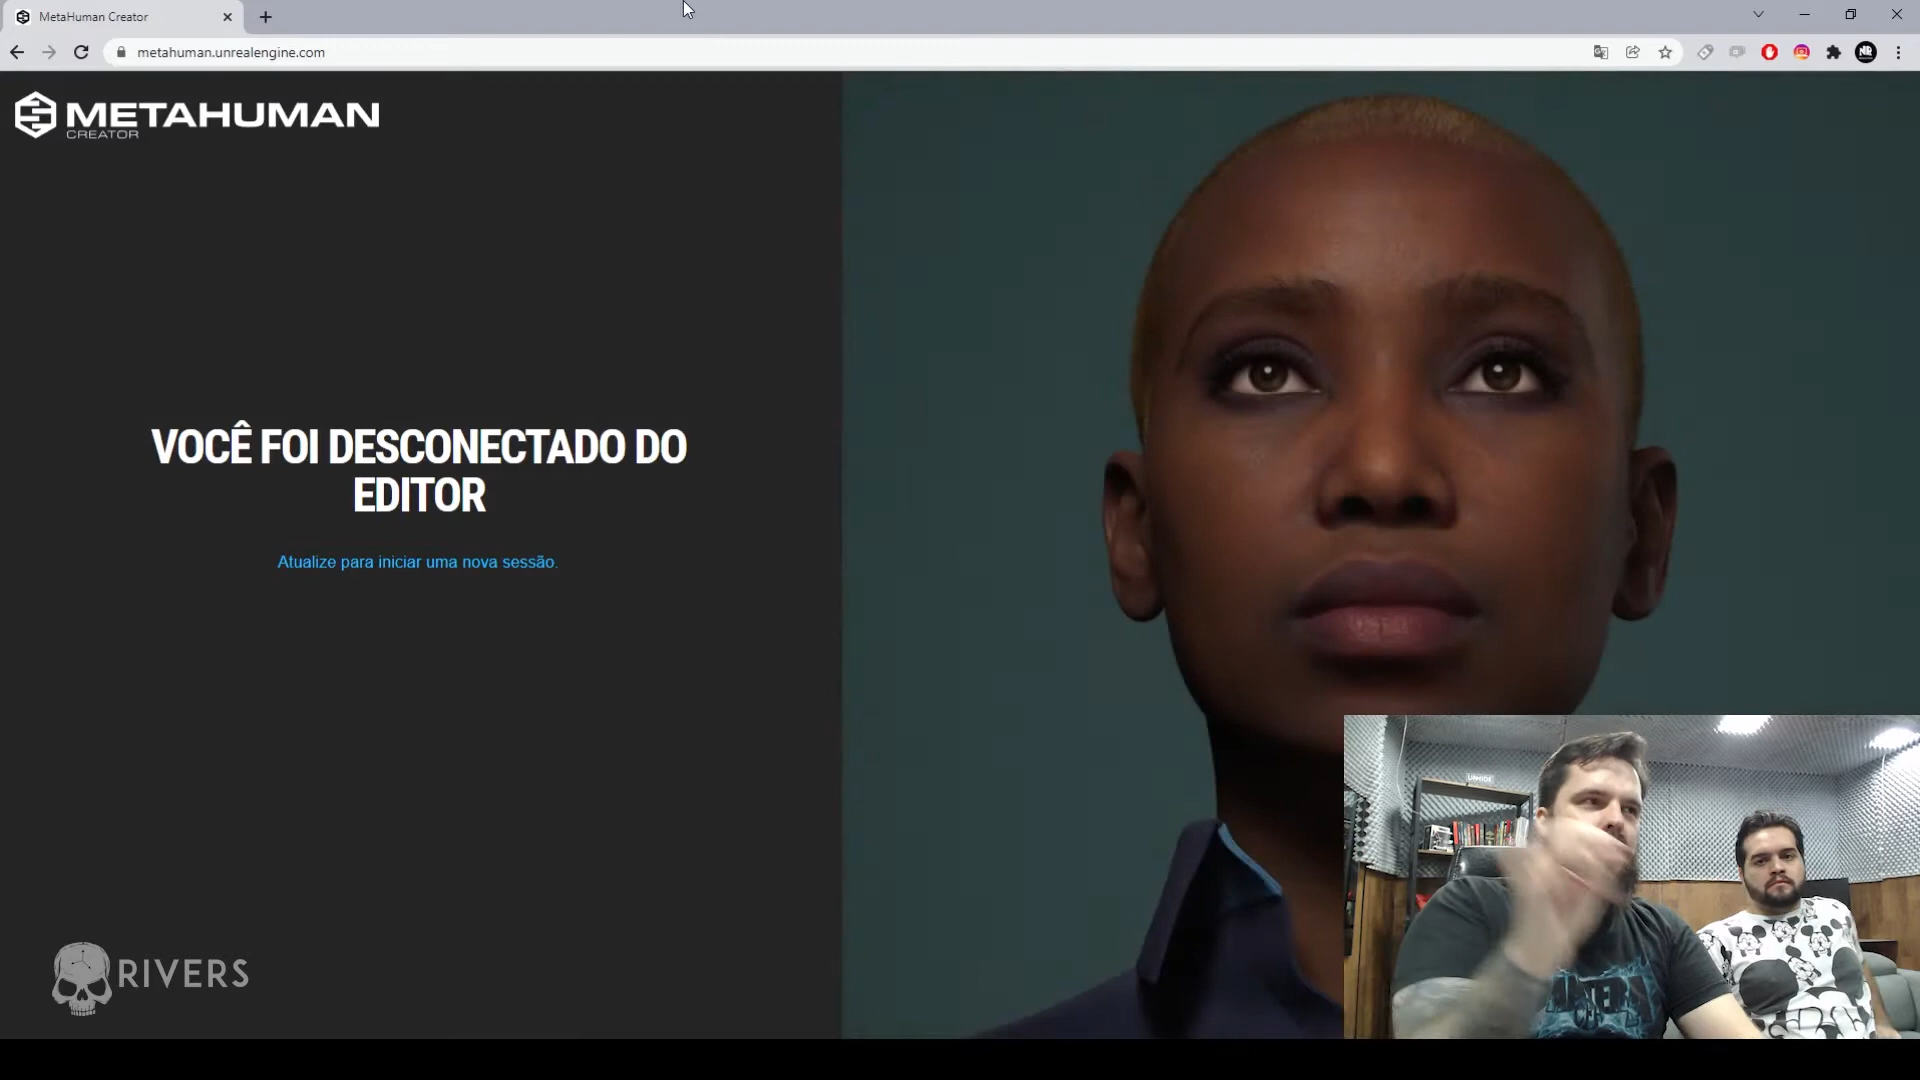 MetaHuman Creator
metahuman.unrealengine.com
METAHUMAN
CREATOR
VOCÊ FOI DESCONECTADO DO
EDITOR
Atualize para iniciar uma nova sessão.
RIVERS
PANTERA